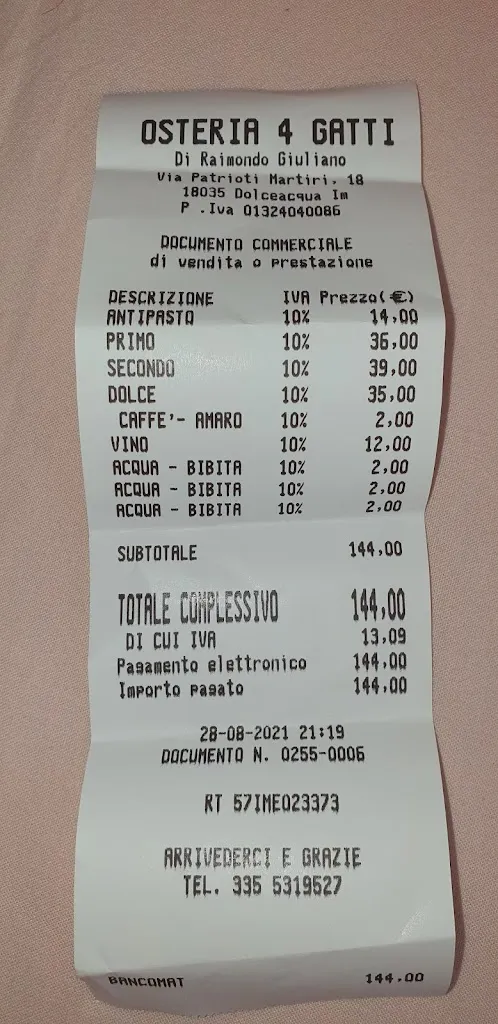 OSTERIA 4 GATTI
Di Raimondo Giuliano
Via Patrioti Martiri, 18
18035 Dolceacqua Im
P .Iva 01324040086
DOCUMENTO COMMERCIALE
di vendita o prestazione
DESCRIZIONE IVA Prezzo(€)
ANTIPASTO 10% 14,00
PRIMO 10% 36,00
SECONDO 10% 39,00
DOLCE 10% 35,00
CAFFE'- AMARO 10% 2,00
VINO 10% 12,00
ACQUA - BIBITA 10% 2,00
ACQUA - BIBITA 10% 2,00
ACQUA - BIBITA 10% 2,00
SUBTOTALE 144,00
TOTALE COMPLESSIVO 144,00
DI CUI IVA 13,09
Pagamento elettronico 144,00
Importo pagato 144,00
28-08-2021 21:19
DOCUMENTO N. 0255-0006
RT 57IME023373
ARRIVEDERCI E GRAZIE
TEL. 335 5319527
BANCOMAT 144.00